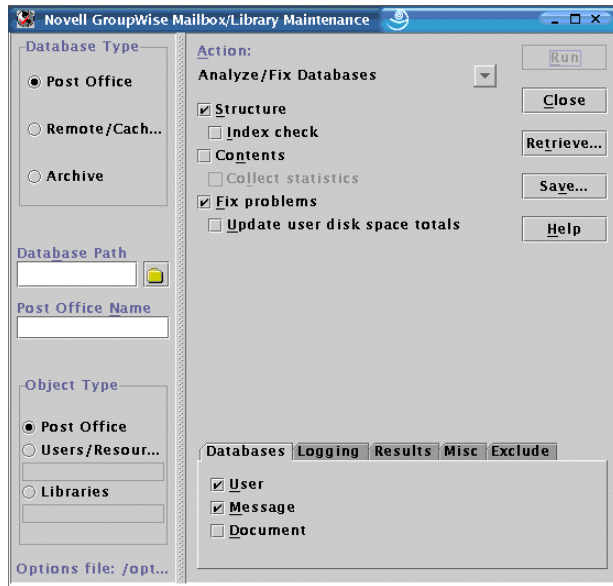 Novell GroupWise Mailbox/Library Maintenance
Database Type
Post Office
Remote/Cach...
Archive
Database Path
Post Office Name
Object Type
Post Office
Users/Resour...
Libraries
Options file: /opt...
Action:
Analyze/Fix Databases
Structure
Index check
Contents
Collect statistics
Fix problems
Update user disk space totals
Run
Close
Retrieve...
Save...
Help
Databases Logging Results Misc Exclude
User
Message
Document